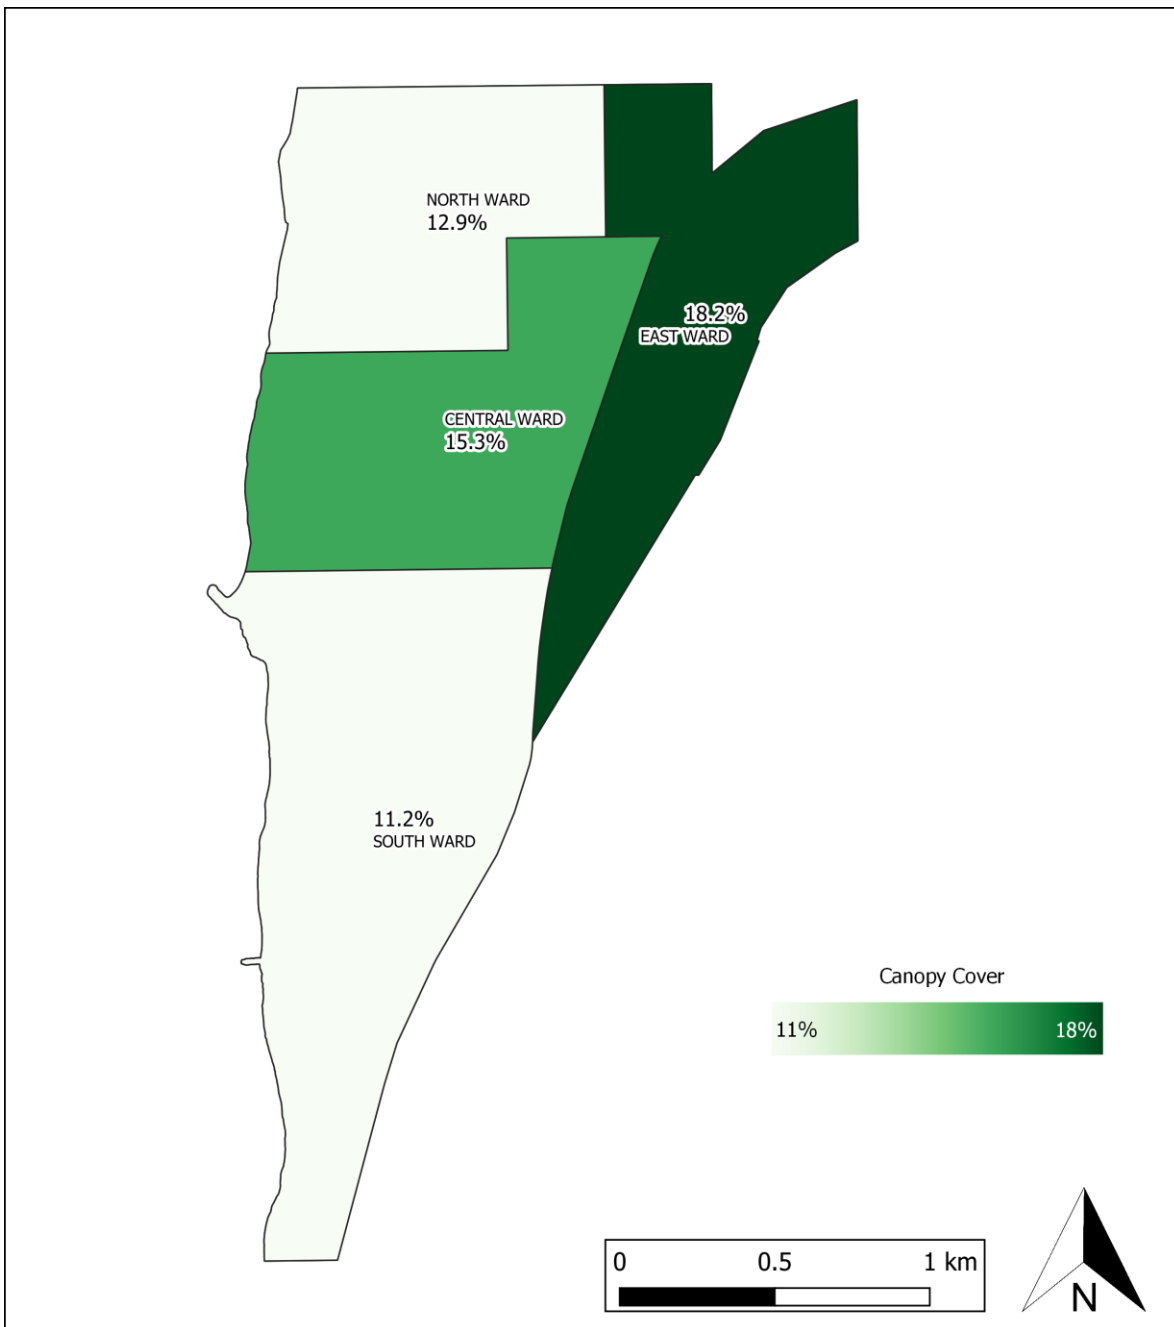 NORTH WARD
12.9%
18.2%
EAST WARD
CENTRAL WARD
15.3%
11.2%
SOUTH WARD
Canopy Cover
11% 18%
0 0.5 1 km
N